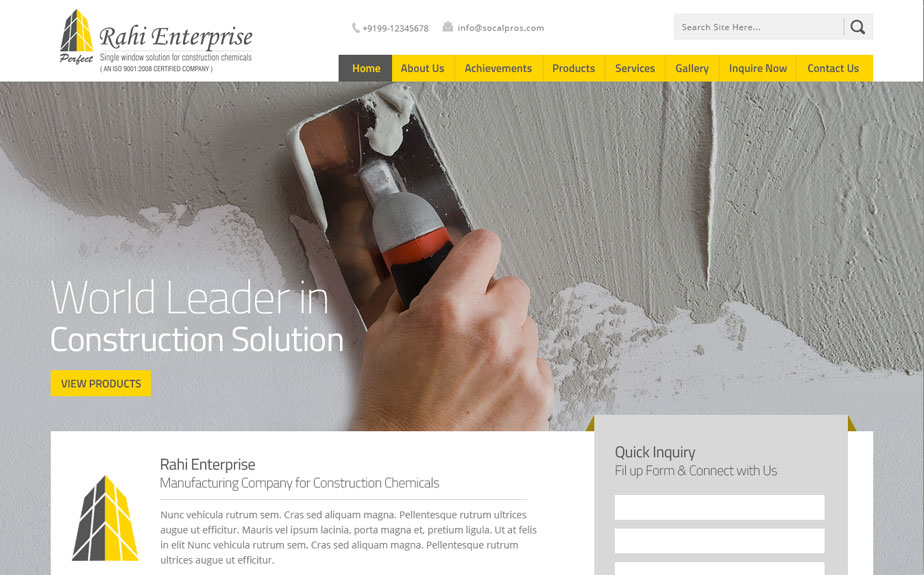 Rahi Enterprise
Perfect
Single window solution for construction chemicals
( AN ISO 9001:2008 CERTIFIED COMPANY )
+9199-12345678
info@socalpros.com
Search Site Here...
Home
About Us
Achievements
Products
Services
Gallery
Inquire Now
Contact Us
World Leader in
Construction Solution
VIEW PRODUCTS
Rahi Enterprise
Manufacturing Company for Construction Chemicals
Nunc vehicula rutrum sem. Cras sed aliquam magna. Pellentesque rutrum ultrices
augue ut efficitur. Mauris vel ipsum lacinia, porta magna et, pretium ligula. Ut at felis
in elit Nunc vehicula rutrum sem. Cras sed aliquam magna. Pellentesque rutrum
ultrices augue ut efficitur.
Quick Inquiry
Fil up Form & Connect with Us